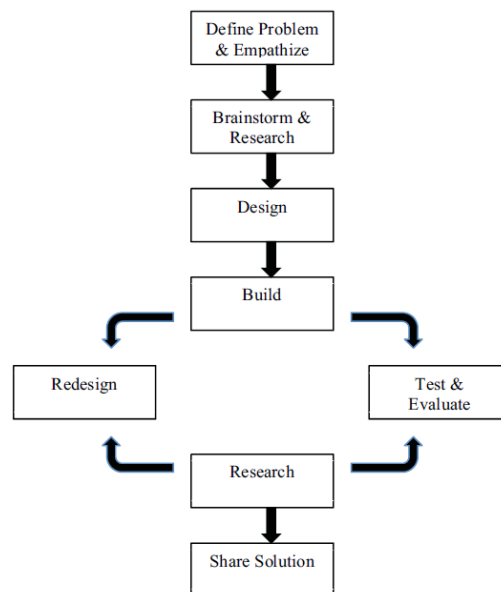 Define Problem
& Empathize
Brainstorm &
Research
Design
Build
Redesign
Test &
Evaluate
Research
Share Solution